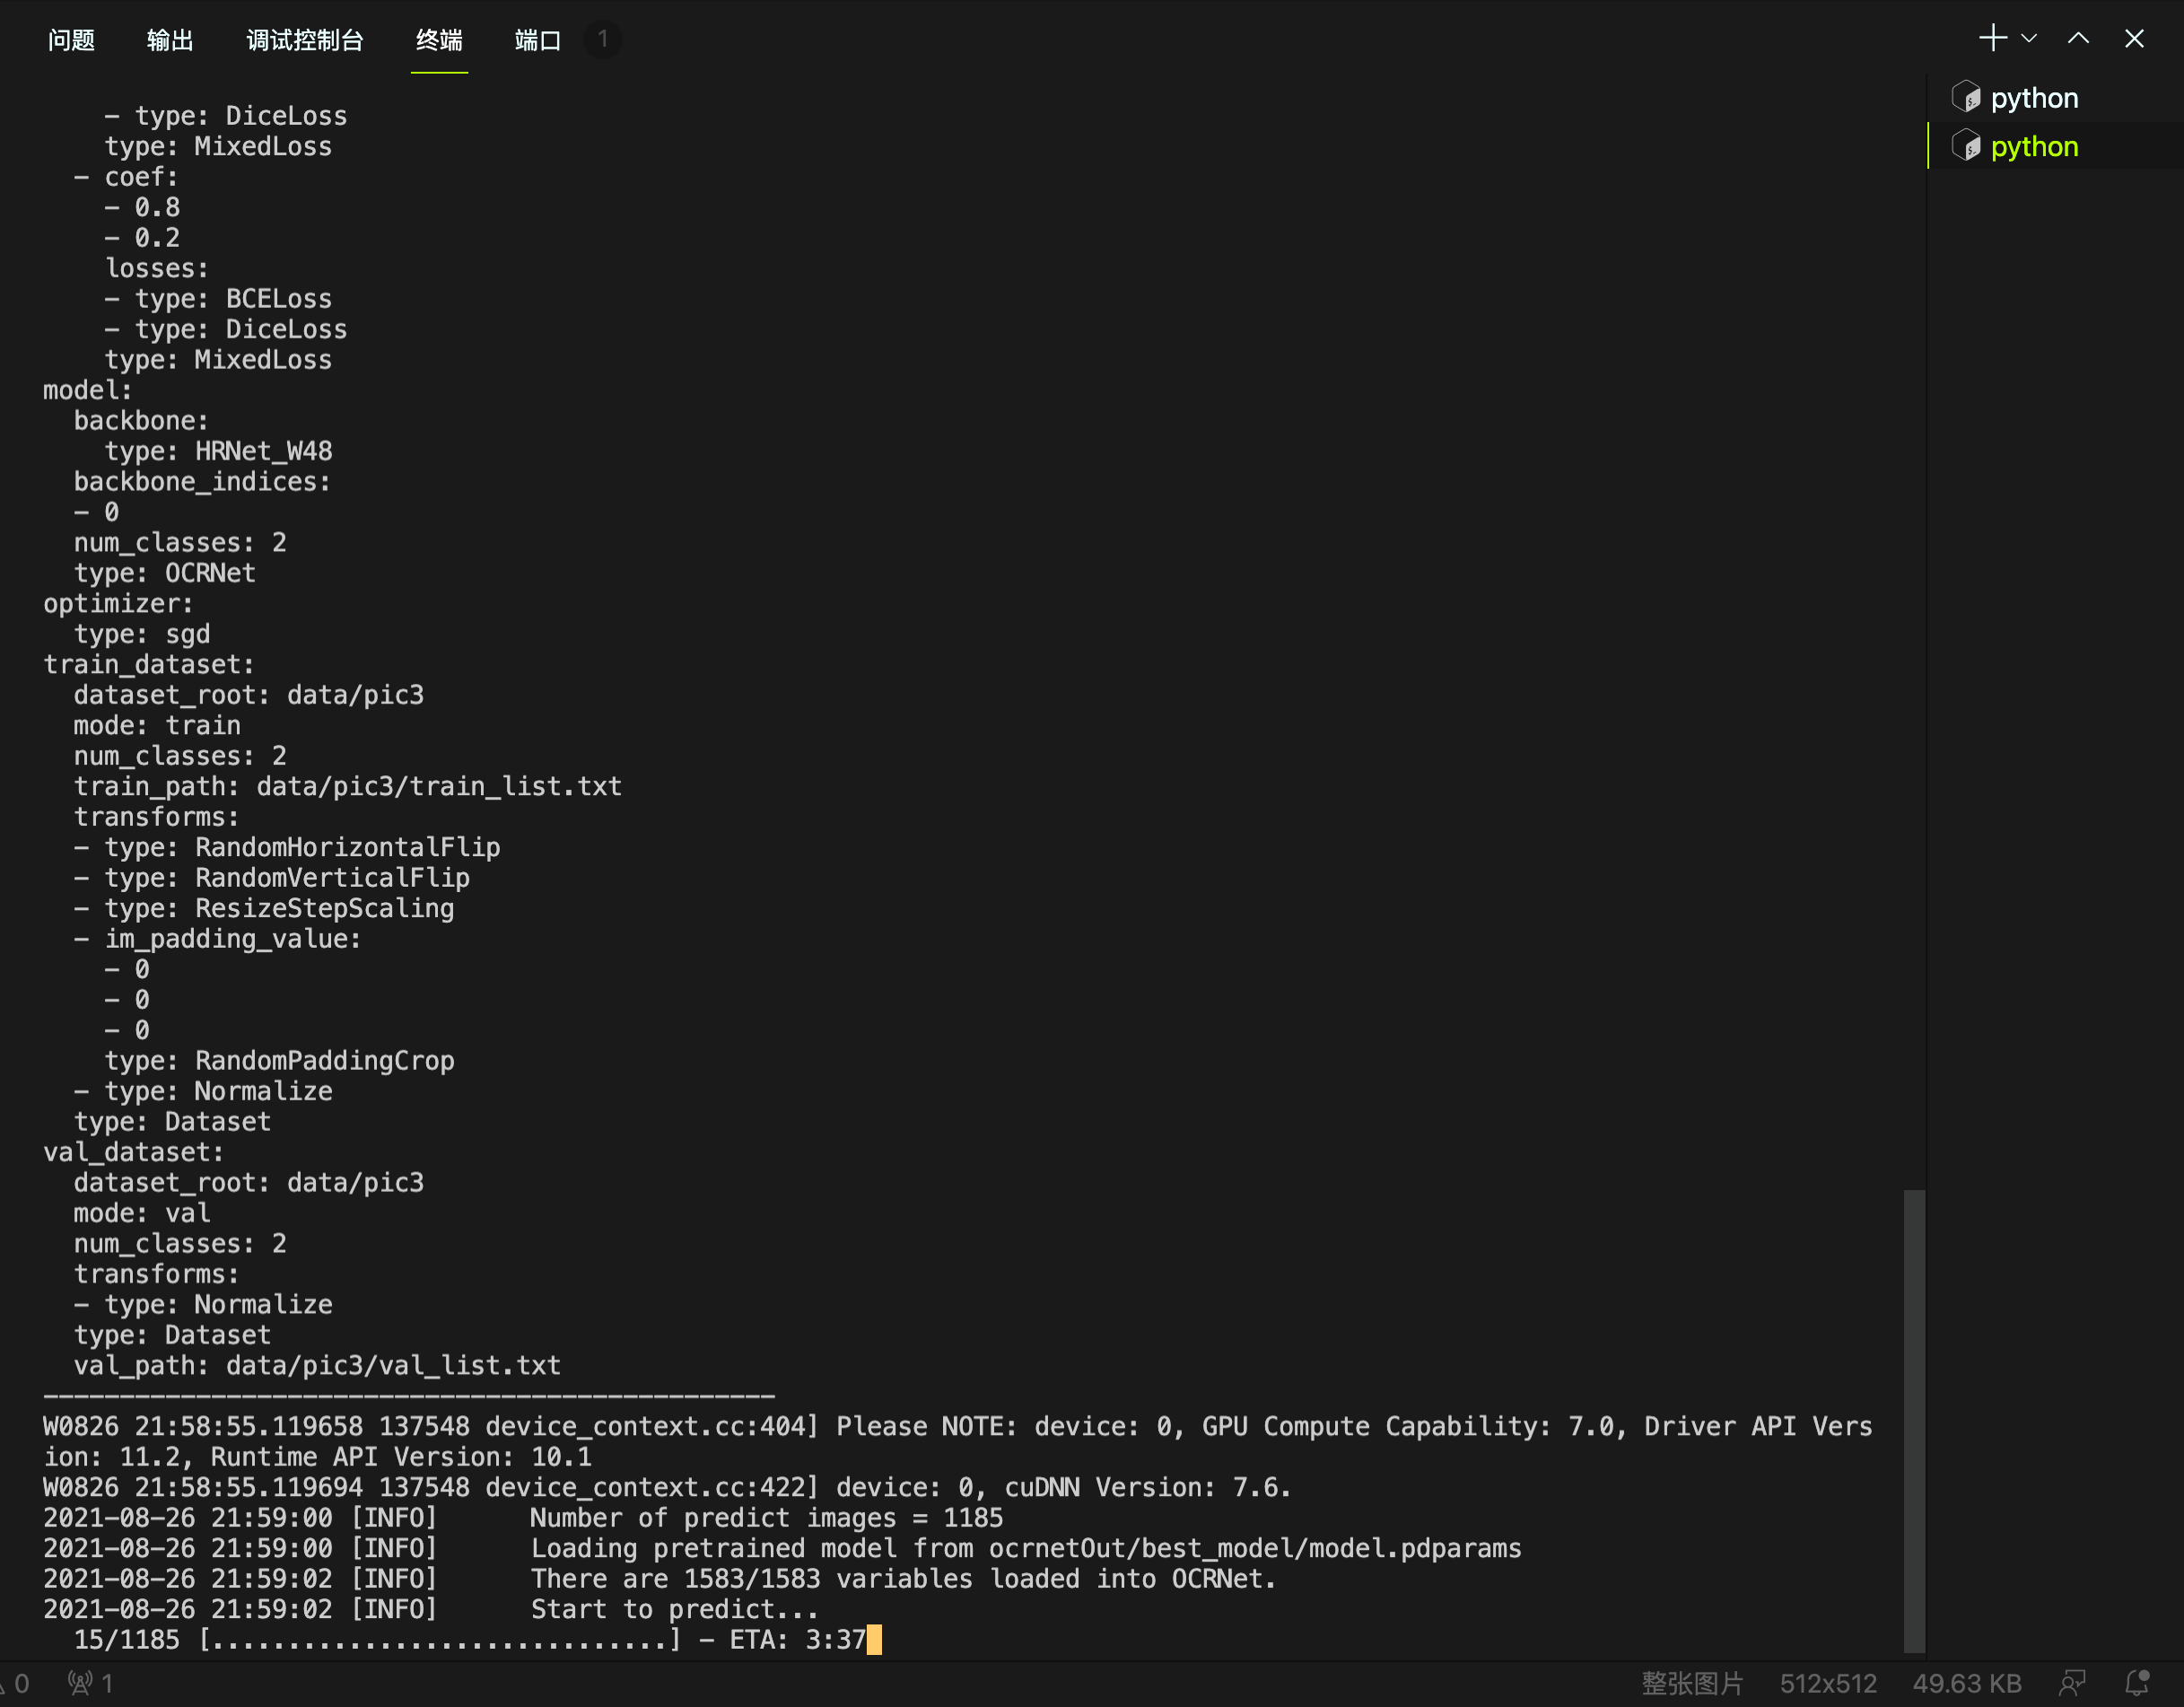 问题 输出 调试控制台 终端 端口 1
python
python
- type: DiceLoss
type: MixedLoss
- coef:
- 0.8
- 0.2
losses:
- type: BCELoss
- type: DiceLoss
type: MixedLoss
model:
backbone:
type: HRNet_W48
backbone_indices:
- 0
num_classes: 2
type: OCRNet
optimizer:
type: sgd
train_dataset:
dataset_root: data/pic3
mode: train
num_classes: 2
train_path: data/pic3/train_list.txt
transforms:
- type: RandomHorizontalFlip
- type: RandomVerticalFlip
- type: ResizeStepScaling
- im_padding_value:
- 0
- 0
- 0
type: RandomPaddingCrop
- type: Normalize
type: Dataset
val_dataset:
dataset_root: data/pic3
mode: val
num_classes: 2
transforms:
- type: Normalize
type: Dataset
val_path: data/pic3/val_list.txt
------------------------------------------------
W0826 21:58:55.119658 137548 device_context.cc:404] Please NOTE: device: 0, GPU Compute Capability: 7.0, Driver API Vers
ion: 11.2, Runtime API Version: 10.1
W0826 21:58:55.119694 137548 device_context.cc:422] device: 0, cuDNN Version: 7.6.
2021-08-26 21:59:00 [INFO] Number of predict images = 1185
2021-08-26 21:59:00 [INFO] Loading pretrained model from ocrnetOut/best_model/model.pdparams
2021-08-26 21:59:02 [INFO] There are 1583/1583 variables loaded into OCRNet.
2021-08-26 21:59:02 [INFO] Start to predict...
15/1185 [..............................] - ETA: 3:37
0 1 整张图片 512x512 49.63 KB